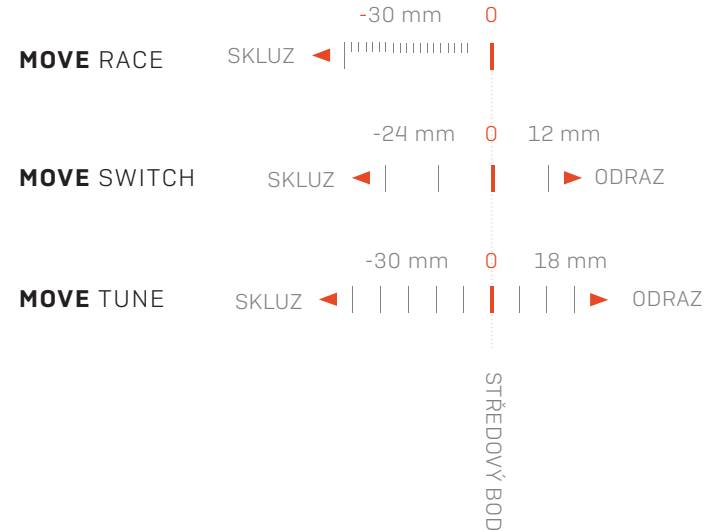 -30 mm 0
MOVE RACE SKLUZ
-24 mm 0 12 mm
MOVE SWITCH SKLUZ ODRAZ
-30 mm 0 18 mm
MOVE TUNE SKLUZ ODRAZ
STŘEDOVÝ BOD